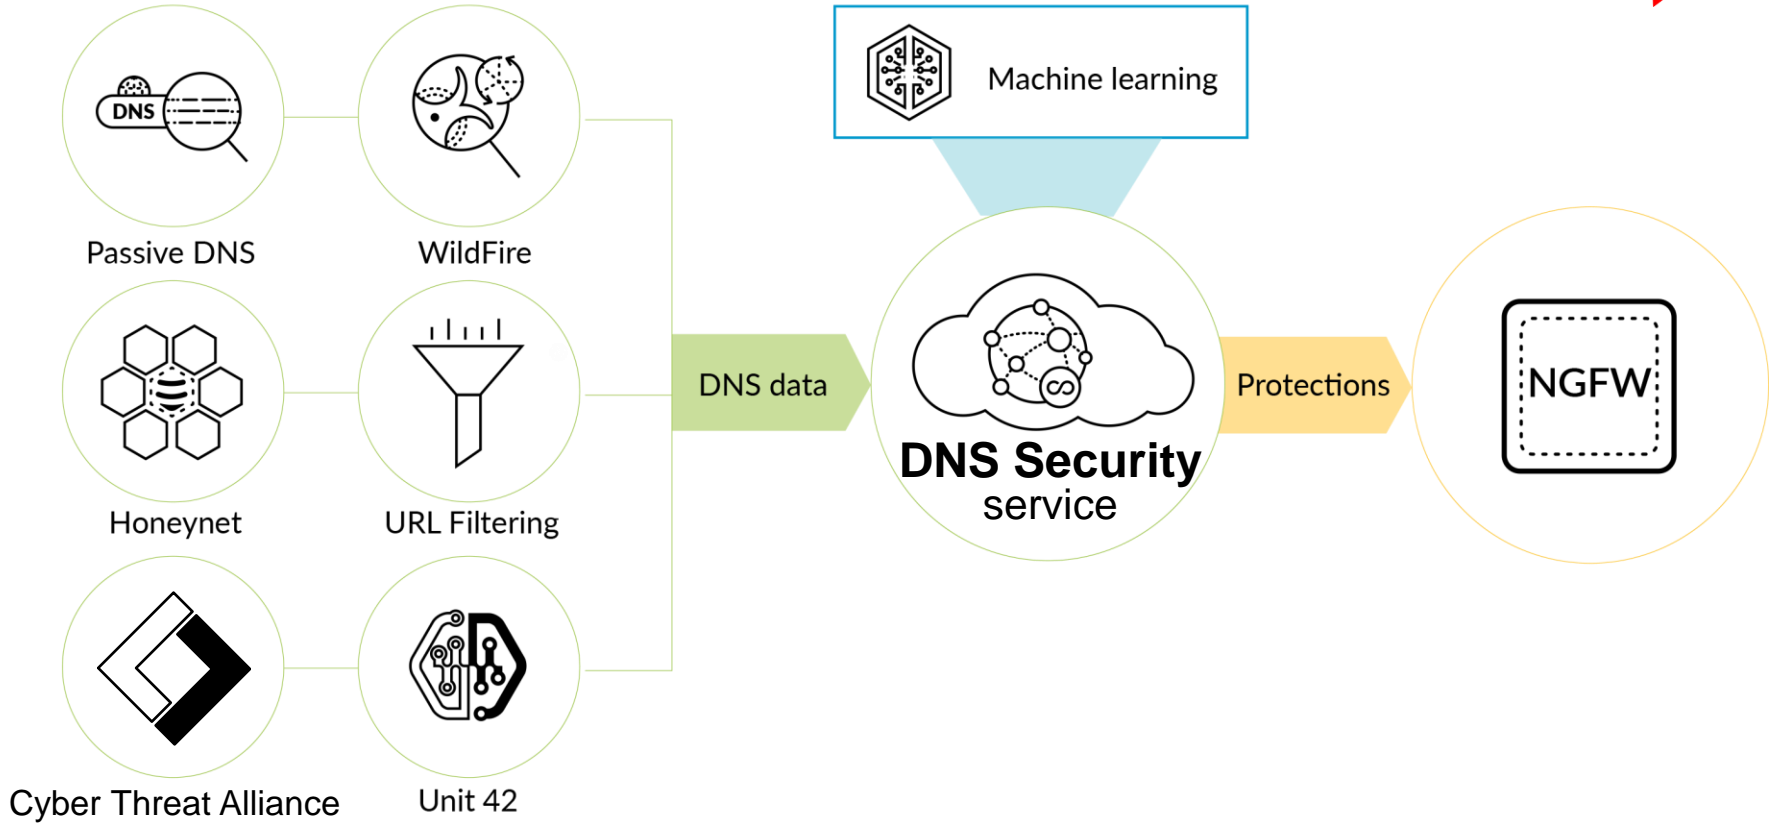 Machine learning
DNS
Passive DNS
WildFire
DNS data
Protections
NGFW
DNS Security
service
Honeynet
URL Filtering
Cyber Threat Alliance
Unit 42